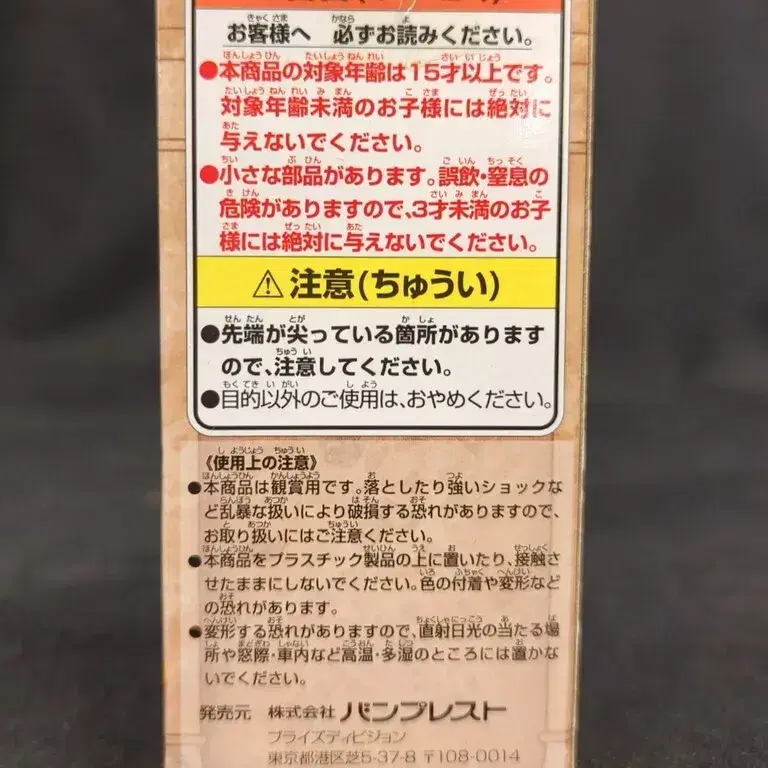 お客様へ 必ずお読みください。
●本商品の対象年齢は15才以上です。
対象年齢未満のお子様には絶対に
与えないでください。
●小さな部品があります。誤飲・窒息の
危険がありますので、3才未満のお子
様には絶対に与えないでください。
⚠注意(ちゅうい)
●先端が尖っている箇所があります
ので、注意してください。
●目的以外のご使用は、おやめください。
《使用上の注意》
●本商品は観賞用です。落としたり強いショックな
ど乱暴な扱いにより破損する恐れがありますので、
お取り扱いにはご注意ください。
●本商品をプラスチック製品の上に置いたり、接触さ
せたままにしないでください。色の付着や変形など
の恐れがあります。
●変形する恐れがありますので、直射日光の当たる場
所や窓際・車内など高温・多湿のところには置かな
いでください。
発売元 株式会社 バンプレスト
プライズディビジョン
東京都港区芝5-37-8 〒108-0014